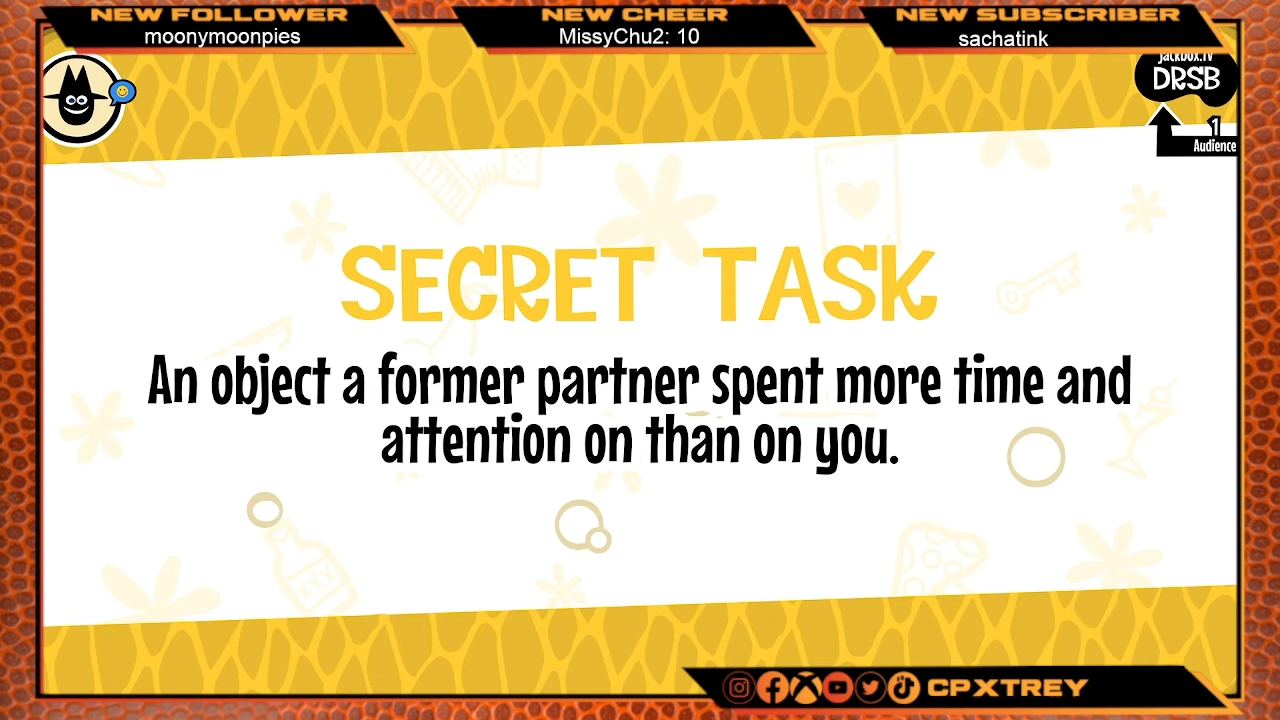 NEW FOLLOWER
moonymoonpies
NEW CHEER
MissyChu2: 10
NEW SUBSCRIBER
sachatink
jackbox.tv
DRSB
1
Audience
SECRET TASK
An object a former partner spent more time and
attention on than on you.
XXX
A
CPXTREY